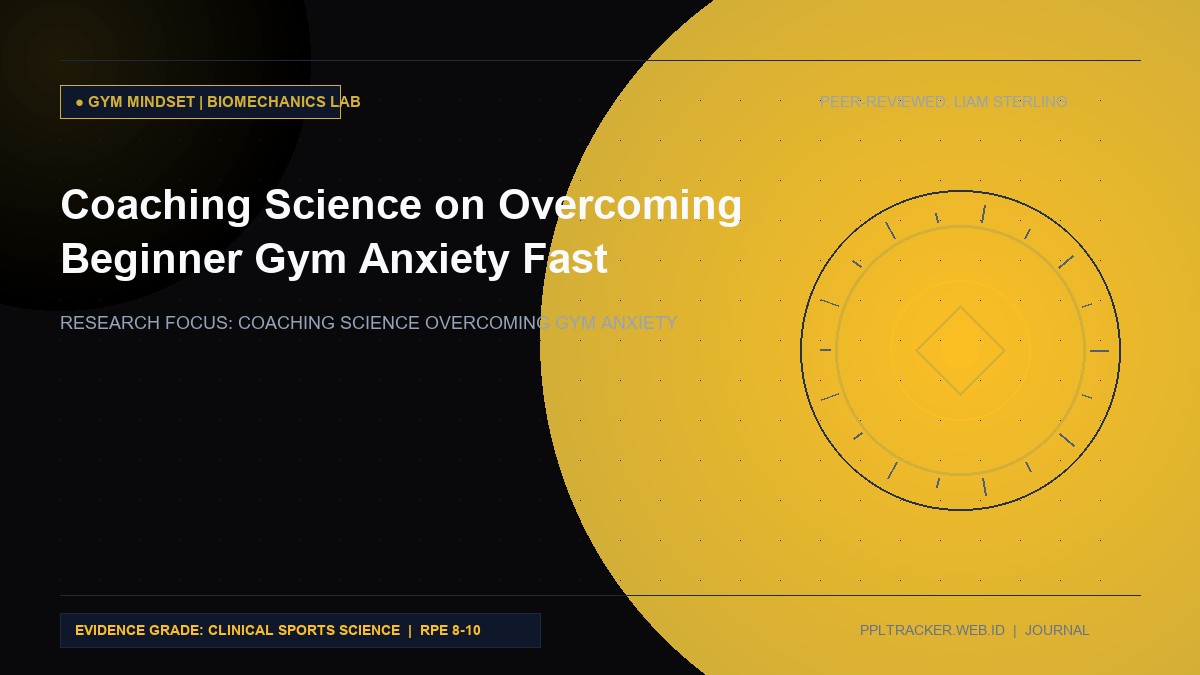 ● GYM MINDSET | BIOMECHANICS LAB
PEER-REVIEWED: LIAM STERLING
Coaching Science on Overcoming
Beginner Gym Anxiety Fast
RESEARCH FOCUS: COACHING SCIENCE OVERCOMING GYM ANXIETY
EVIDENCE GRADE: CLINICAL SPORTS SCIENCE | RPE 8-10
PPLTRACKER.WEB.ID | JOURNAL